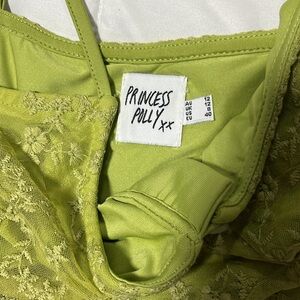 PRINCESS
POLLY xx
AU 12
UK 12
US 8
EU 40